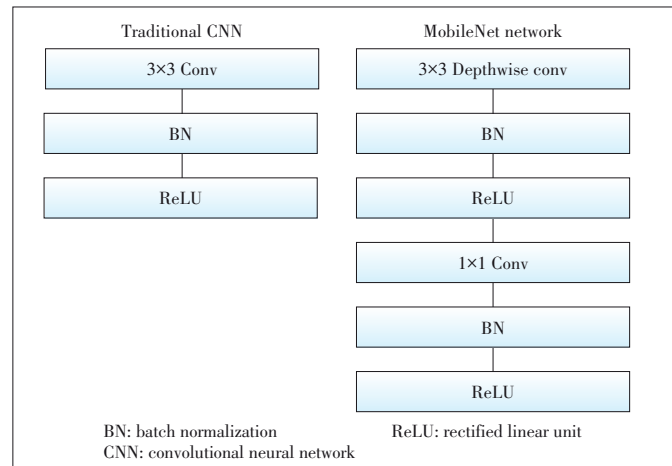 Traditional CNN
3×3 Conv
BN
ReLU
MobileNet network
3×3 Depthwise conv
BN
ReLU
1×1 Conv
BN
ReLU
BN: batch normalization
CNN: convolutional neural network
ReLU: rectified linear unit